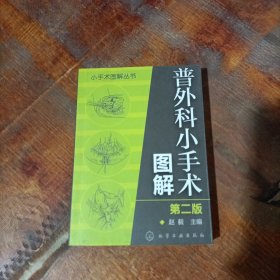 小手术图解丛书
普外科小手术
图解
第二版
赵毅 主编
化学工业出版社